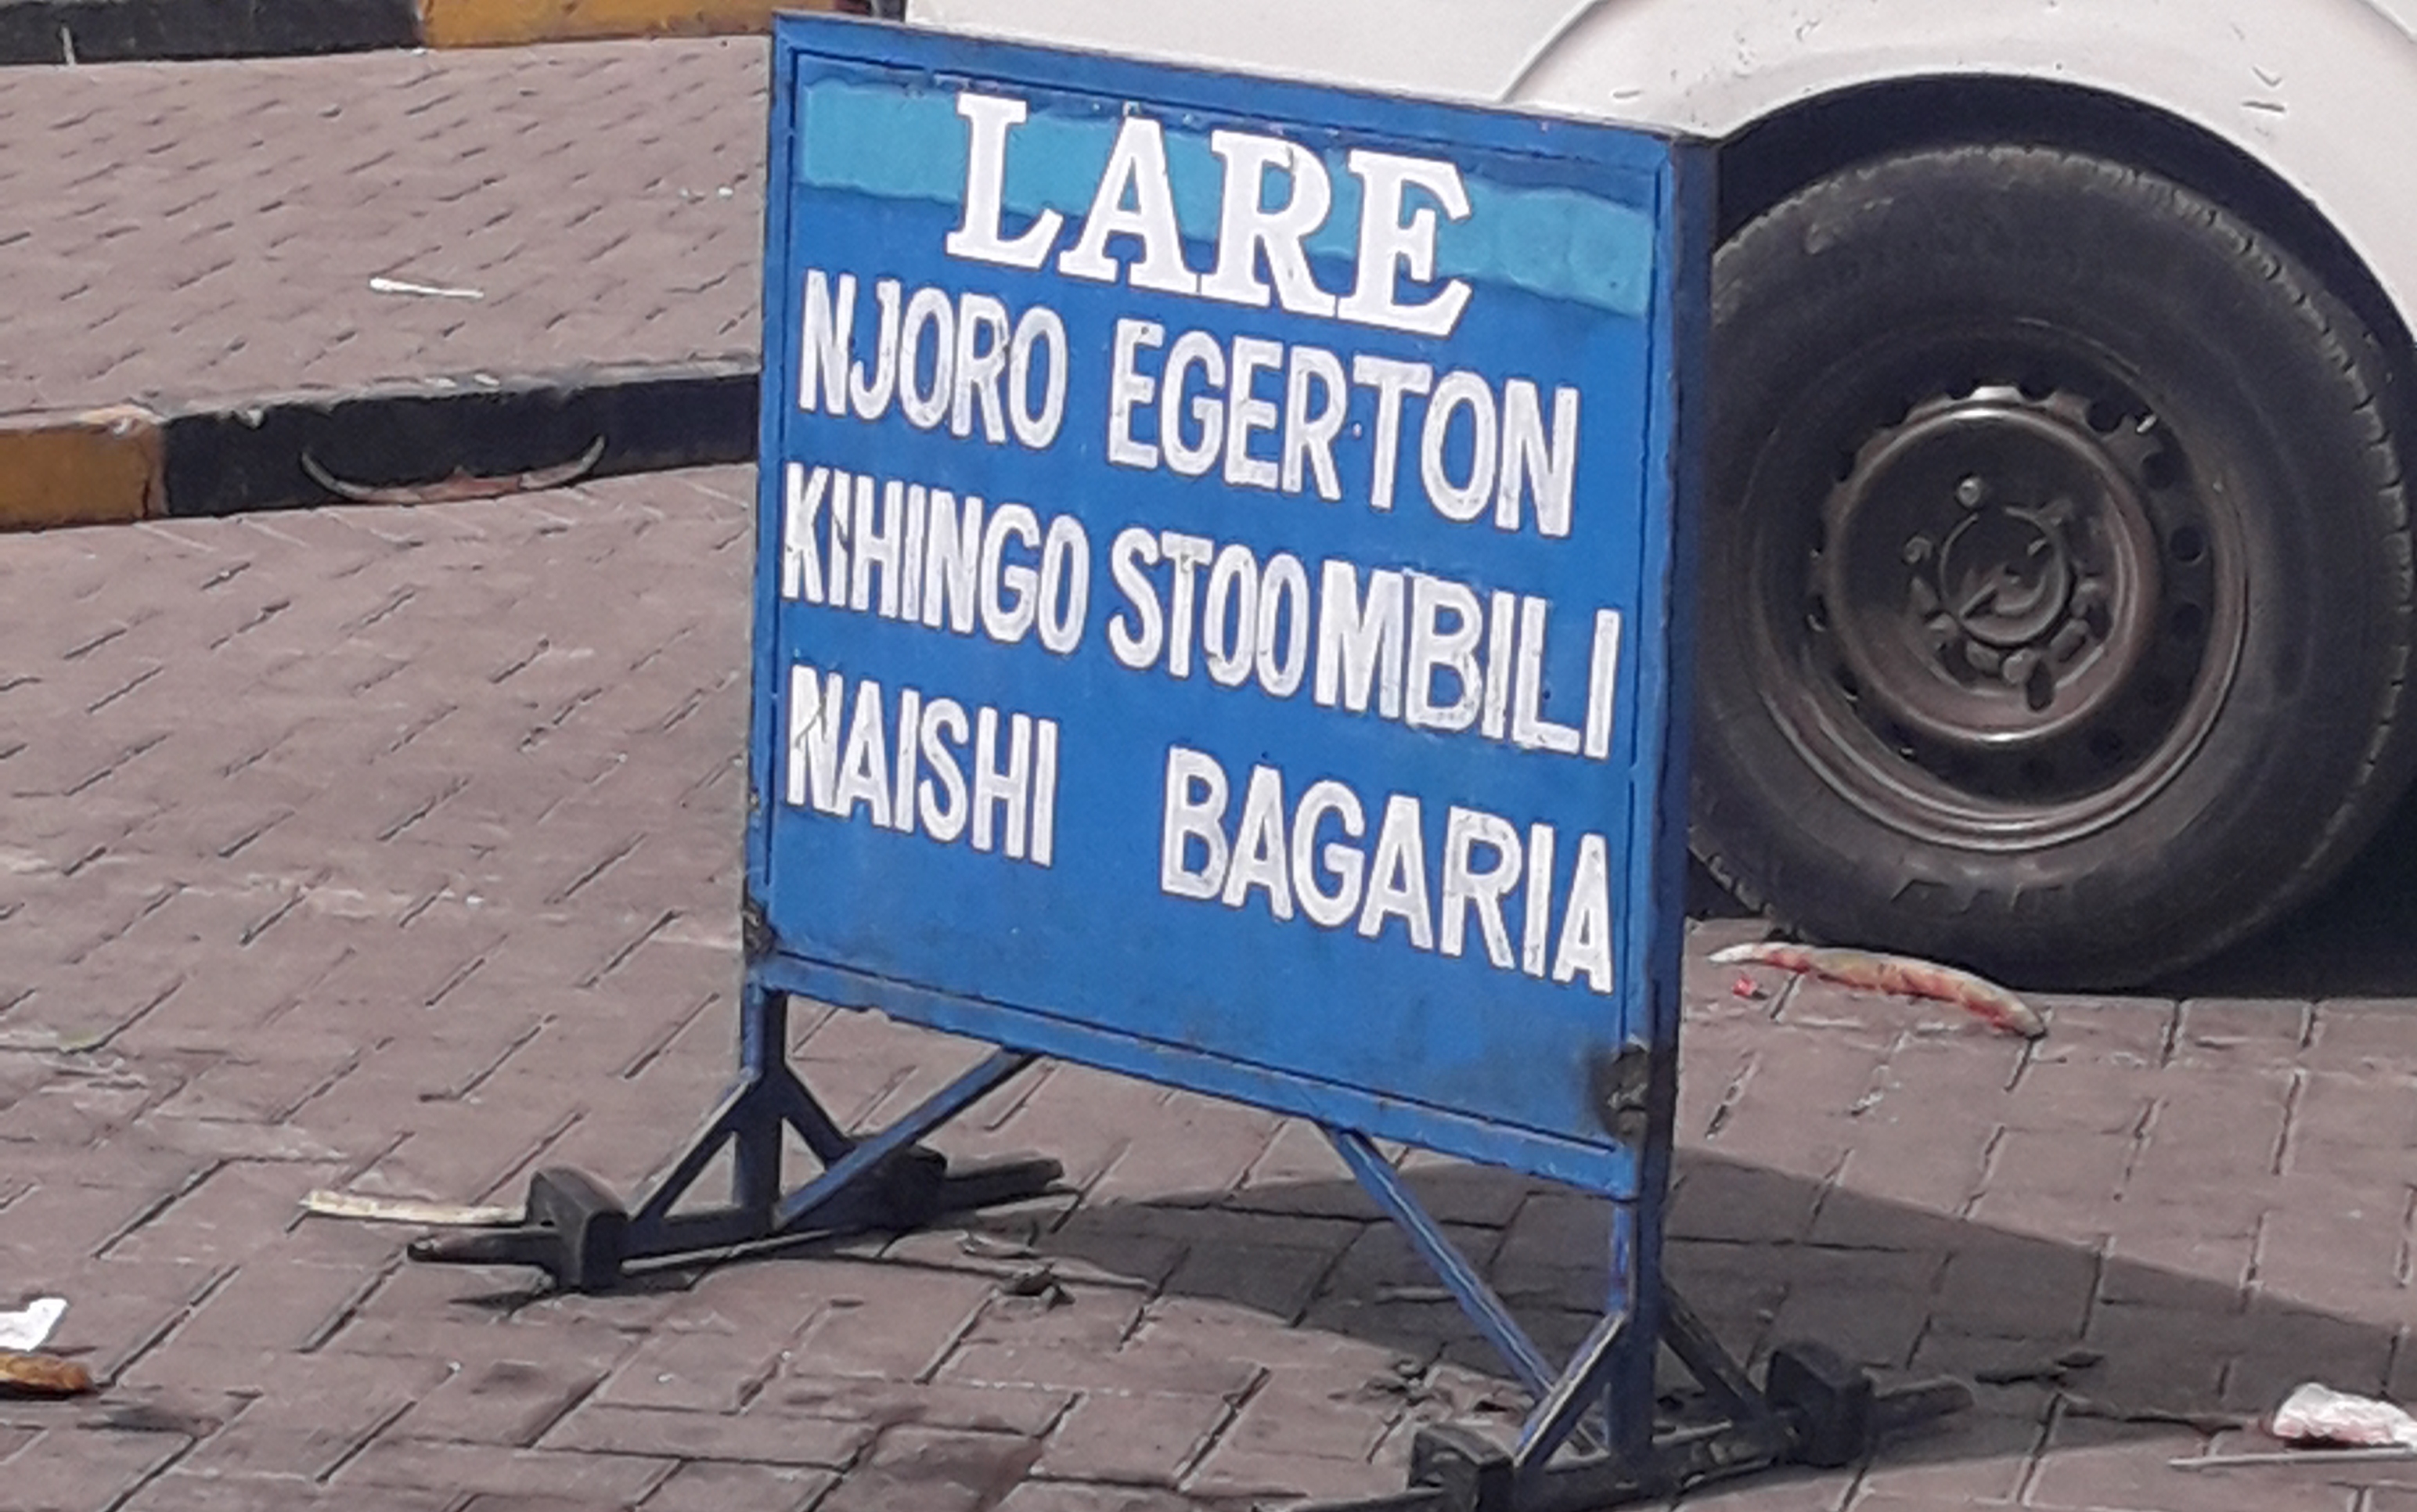 LARE
NJORO EGERTON
KIHINGO STOOMBILI
NAISHI BAGARIA